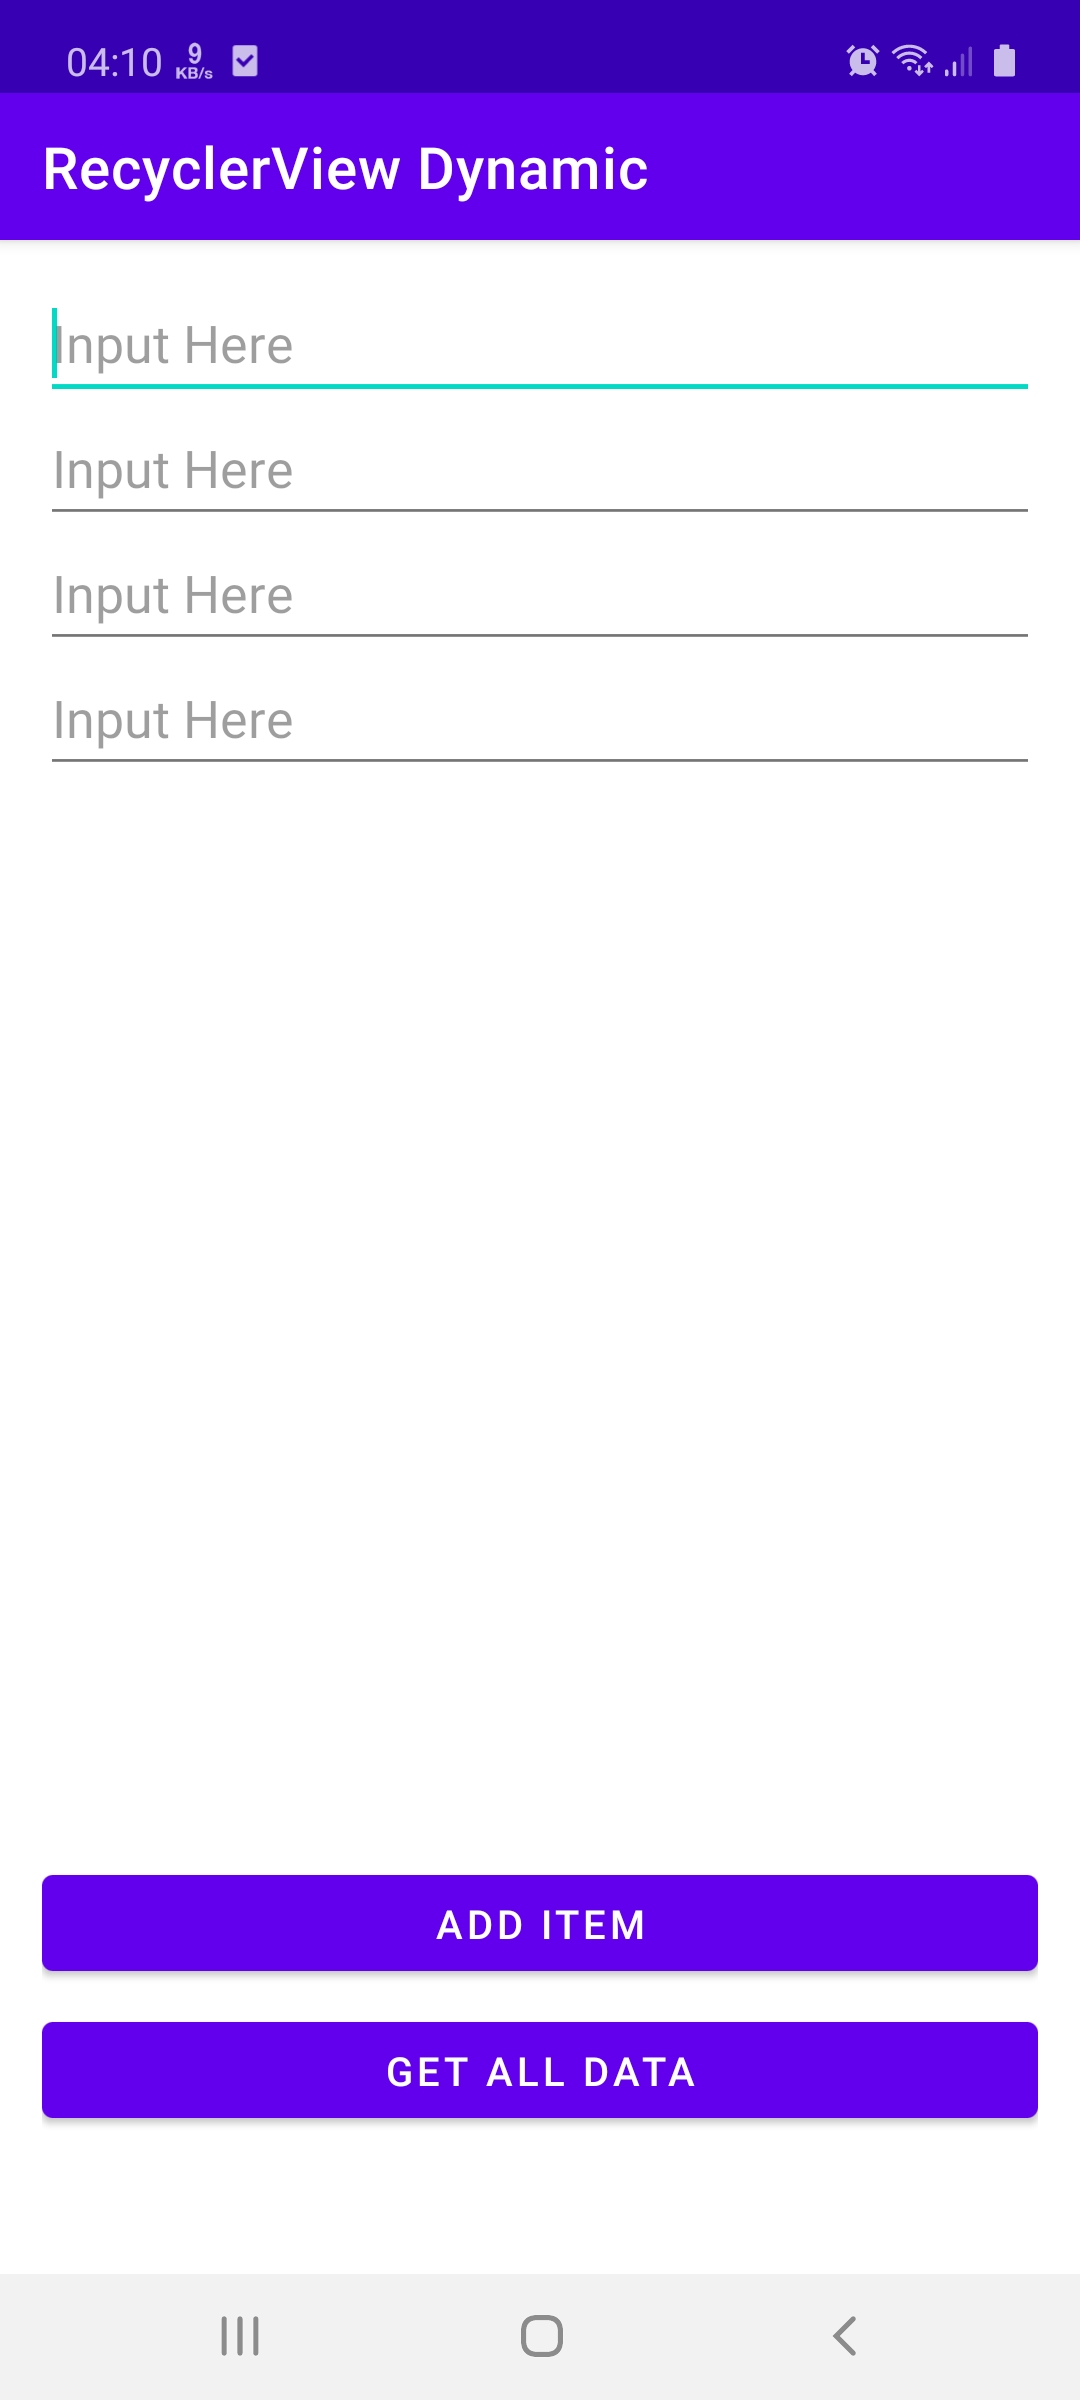 04:10 9 KB/s
RecyclerView Dynamic
Input Here
Input Here
Input Here
Input Here
ADD ITEM
GET ALL DATA